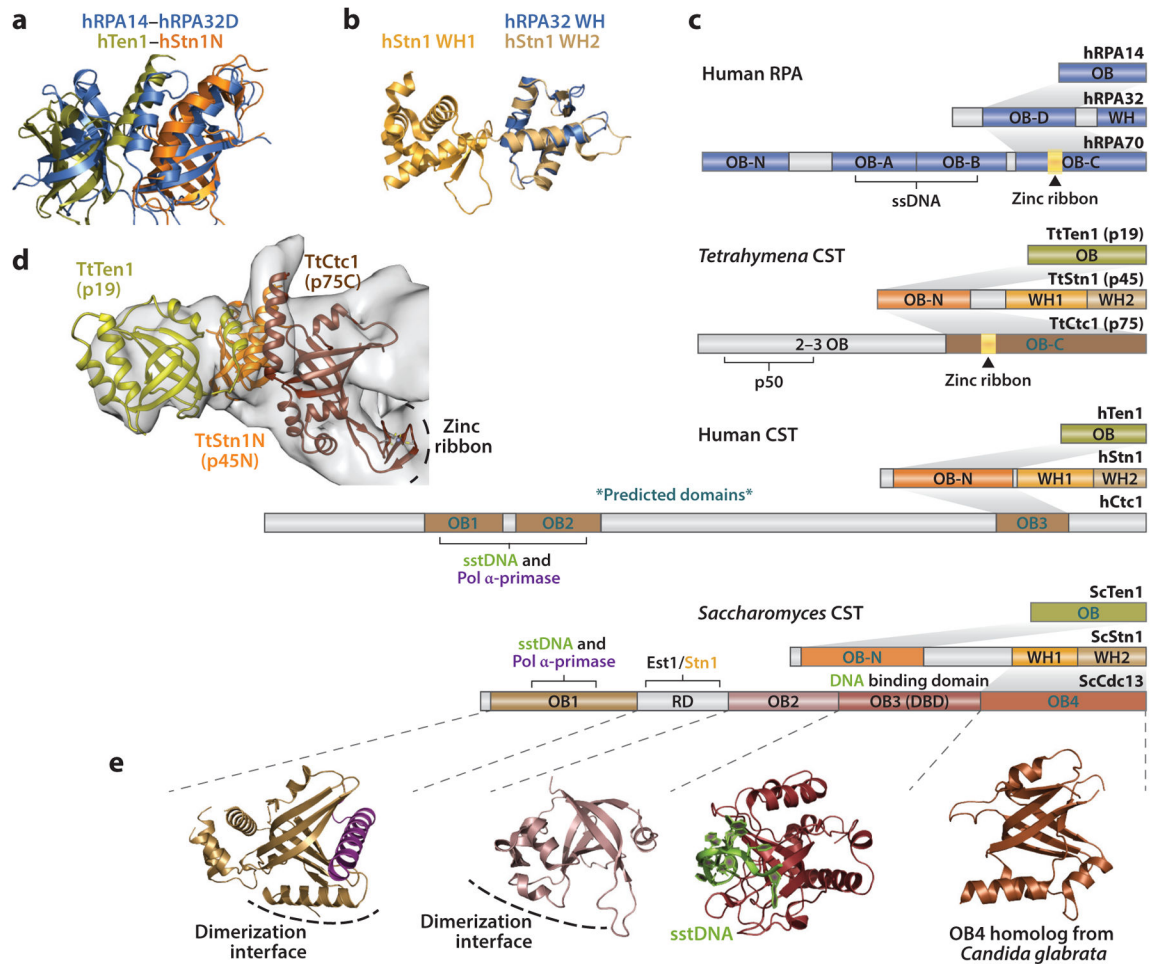 a
hRPA14–hRPA32D
hTen1–hStn1N
b
hStn1 WH1
hRPA32 WH
hStn1 WH2
c
Human RPA
hRPA14
OB
hRPA32
OB-D
WH
hRPA70
OB-N
OB-A
OB-B
OB-C
ssDNA
Zinc ribbon
Tetrahymena CST
TtTen1 (p19)
OB
TtStn1 (p45)
OB-N
WH1
WH2
TtCtc1 (p75)
2–3 OB
OB-C
p50
Zinc ribbon
d
TtTen1
(p19)
TtCtc1
(p75C)
TtStn1N
(p45N)
Zinc
ribbon
Human CST
hTen1
OB
hStn1
OB-N
WH1
WH2
hCtc1
*Predicted domains*
OB1
OB2
OB3
sstDNA and
Pol α-primase
Saccharomyces CST
ScTen1
OB
ScStn1
OB-N
WH1
WH2
ScCdc13
sstDNA and
Pol α-primase
Est1/Stn1
DNA binding domain
OB1
RD
OB2
OB3 (DBD)
OB4
e
Dimerization
interface
Dimerization
interface
sstDNA
OB4 homolog from
Candida glabrata